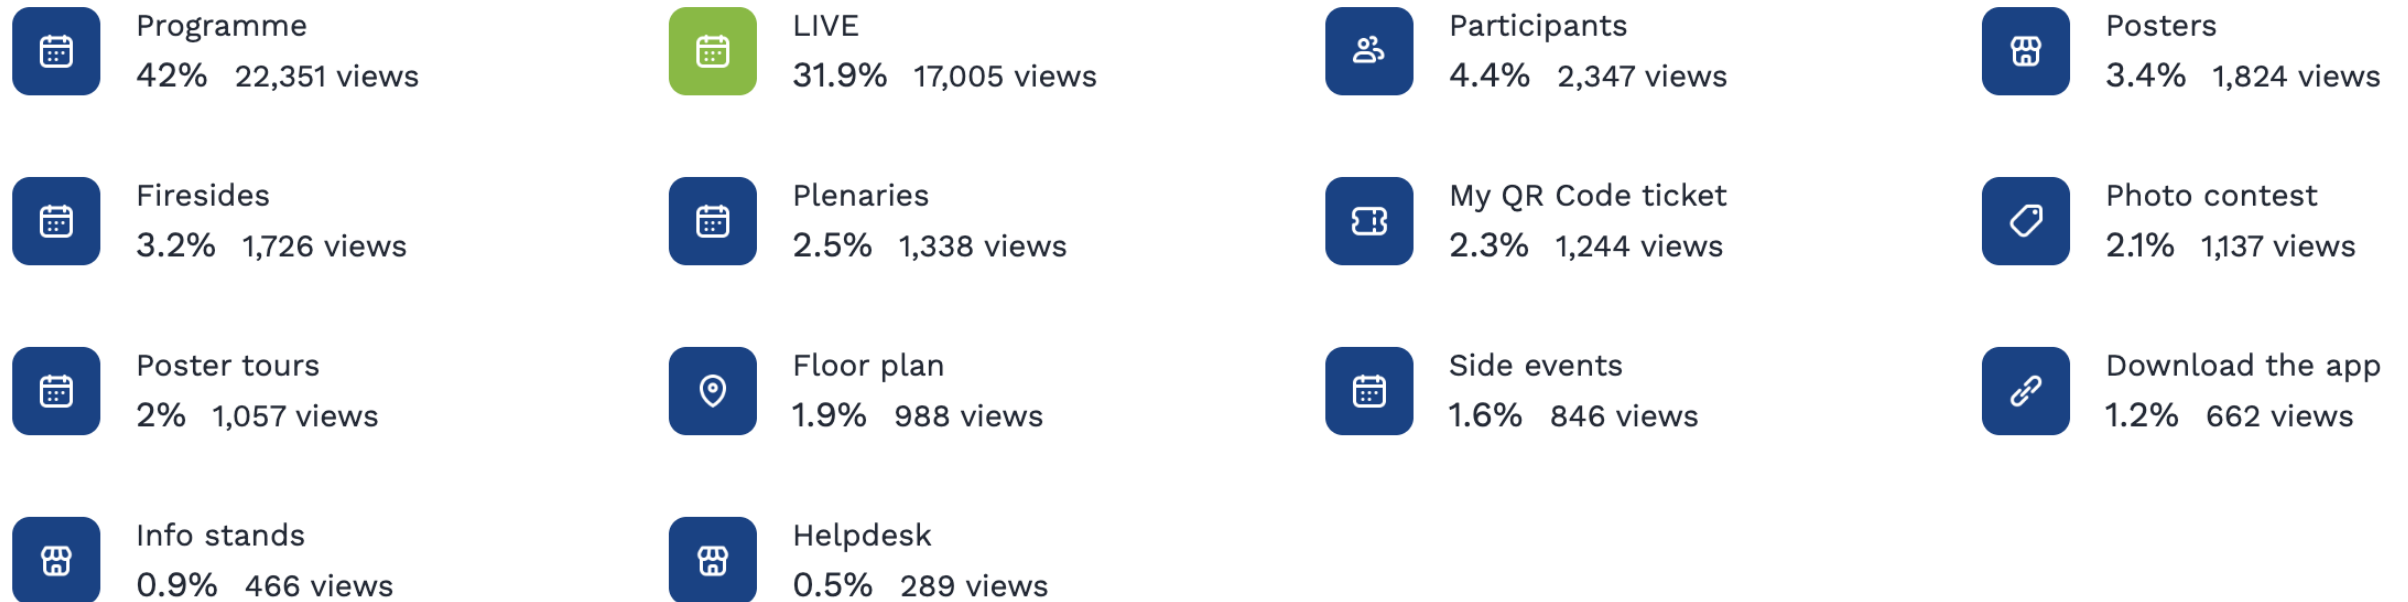 Programme
42% 22,351 views
LIVE
31.9% 17,005 views
Participants
4.4% 2,347 views
Posters
3.4% 1,824 views
Firesides
3.2% 1,726 views
Plenaries
2.5% 1,338 views
My QR Code ticket
2.3% 1,244 views
Photo contest
2.1% 1,137 views
Poster tours
2% 1,057 views
Floor plan
1.9% 988 views
Side events
1.6% 846 views
Download the app
1.2% 662 views
Info stands
0.9% 466 views
Helpdesk
0.5% 289 views